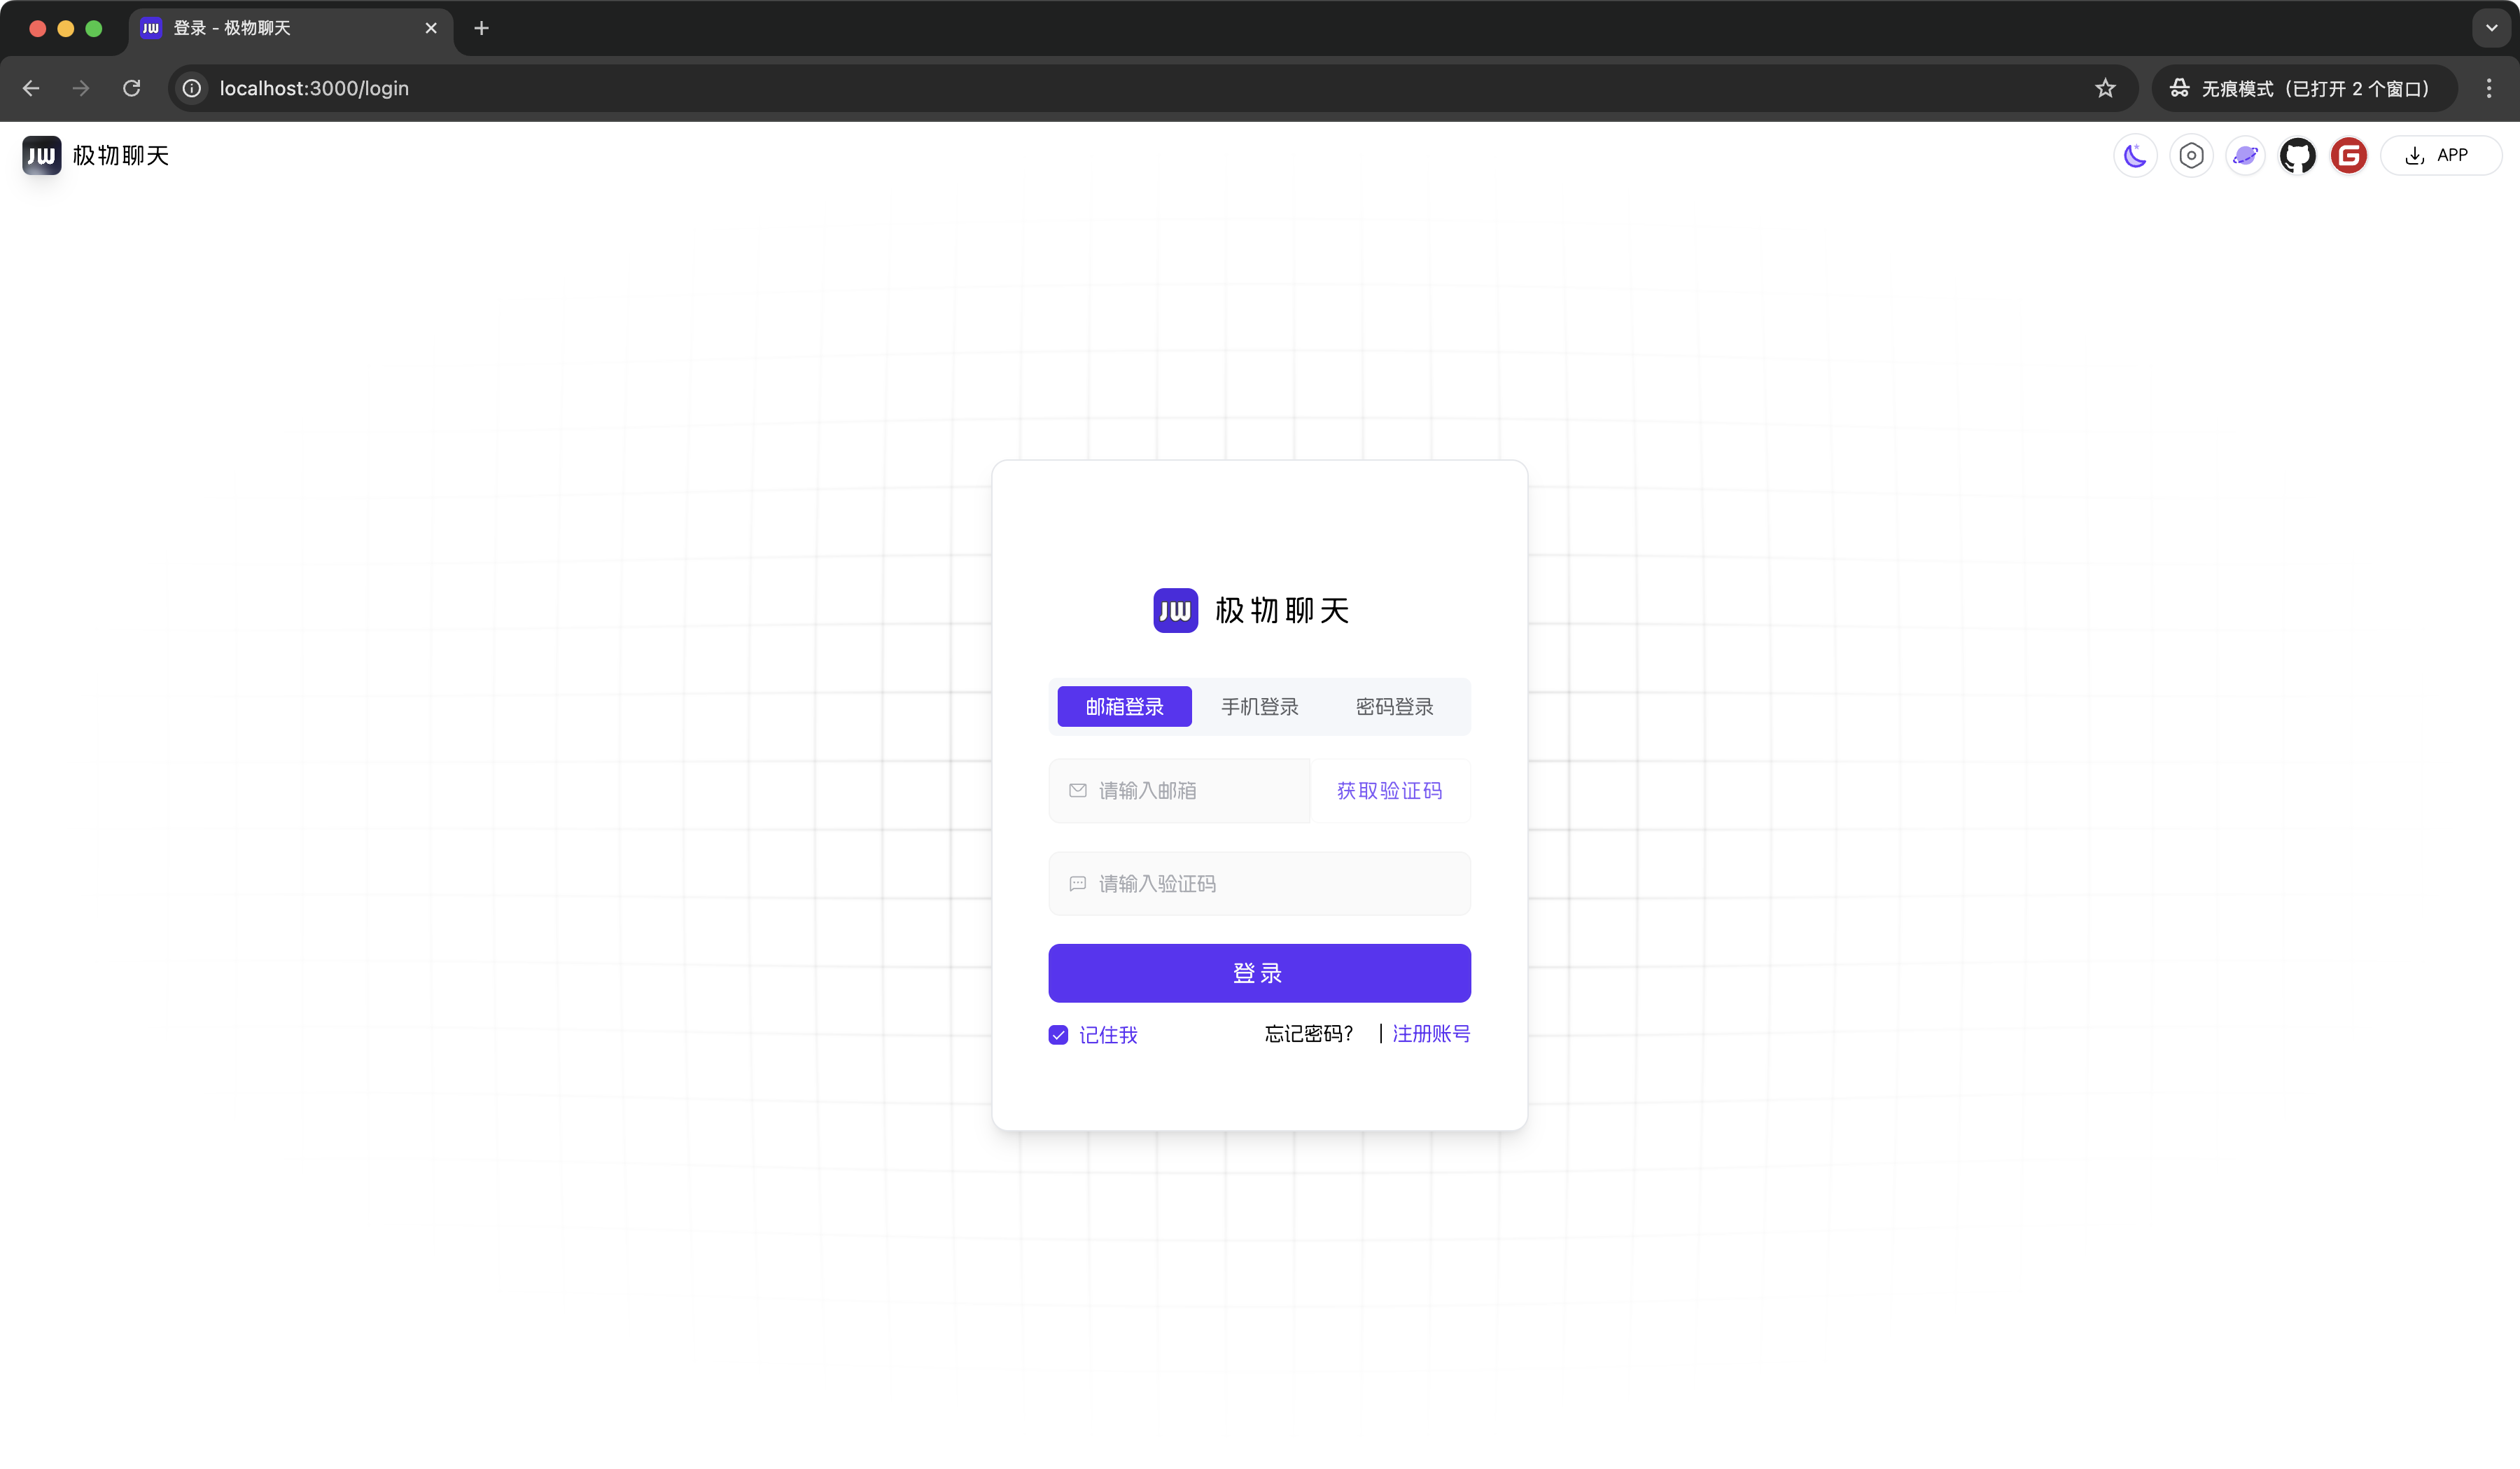 登录 - 极物聊天
localhost:3000/login
无痕模式（已打开 2 个窗口）
JW 极物聊天
APP
JW 极物聊天
邮箱登录 手机登录 密码登录
请输入邮箱 获取验证码
请输入验证码
登录
记住我 忘记密码? | 注册账号